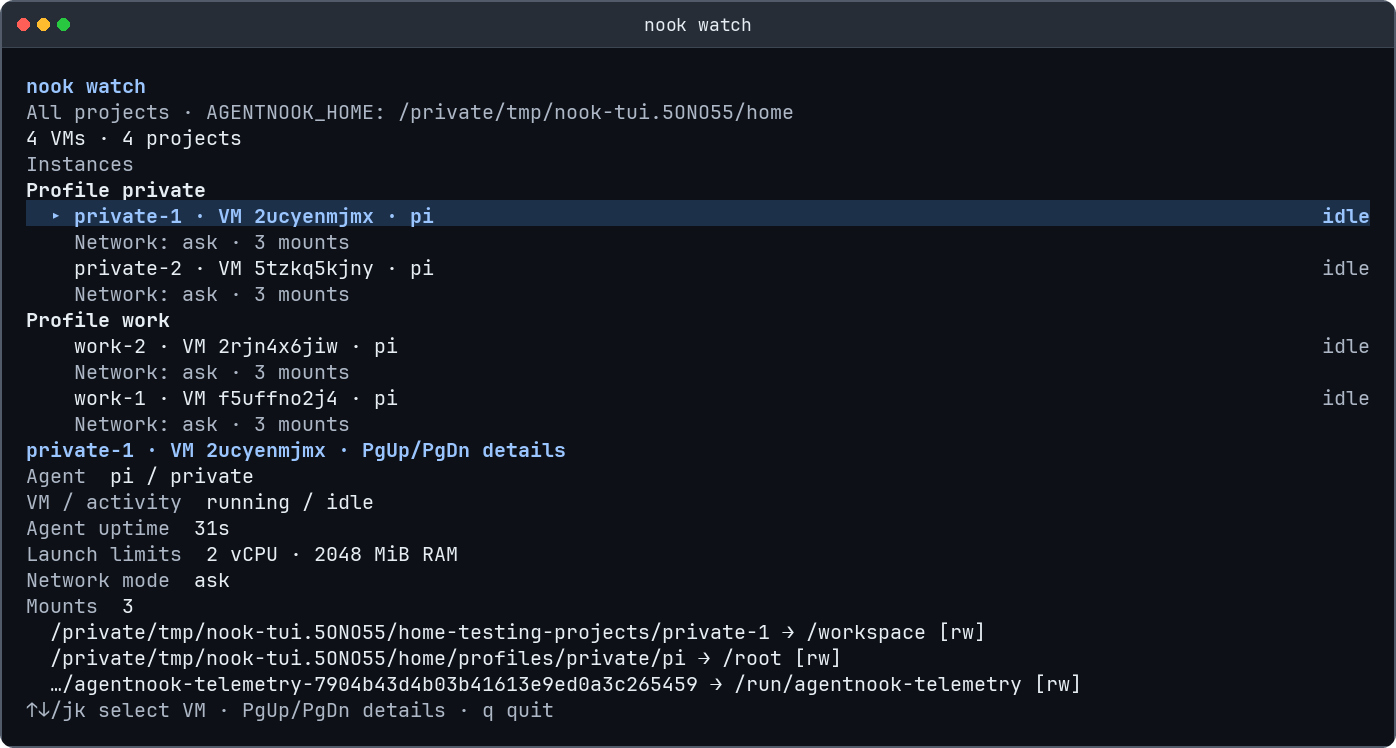 nook watch
nook watch
All projects · AGENTNOOK_HOME: /private/tmp/nook-tui.5ONO55/home
4 VMs · 4 projects
Instances
Profile private
▸ private-1 · VM 2ucyenmjmx · pi idle
Network: ask · 3 mounts
private-2 · VM 5tzkq5kjny · pi idle
Network: ask · 3 mounts
Profile work
work-2 · VM 2rjn4x6jiw · pi idle
Network: ask · 3 mounts
work-1 · VM f5uffno2j4 · pi idle
Network: ask · 3 mounts
private-1 · VM 2ucyenmjmx · PgUp/PgDn details
Agent pi / private
VM / activity running / idle
Agent uptime 31s
Launch limits 2 vCPU · 2048 MiB RAM
Network mode ask
Mounts 3
/private/tmp/nook-tui.5ONO55/home-testing-projects/private-1 → /workspace [rw]
/private/tmp/nook-tui.5ONO55/home/profiles/private/pi → /root [rw]
…/agentnook-telemetry-7904b43d4b03b41613e9ed0a3c265459 → /run/agentnook-telemetry [rw]
↑↓/jk select VM · PgUp/PgDn details · q quit